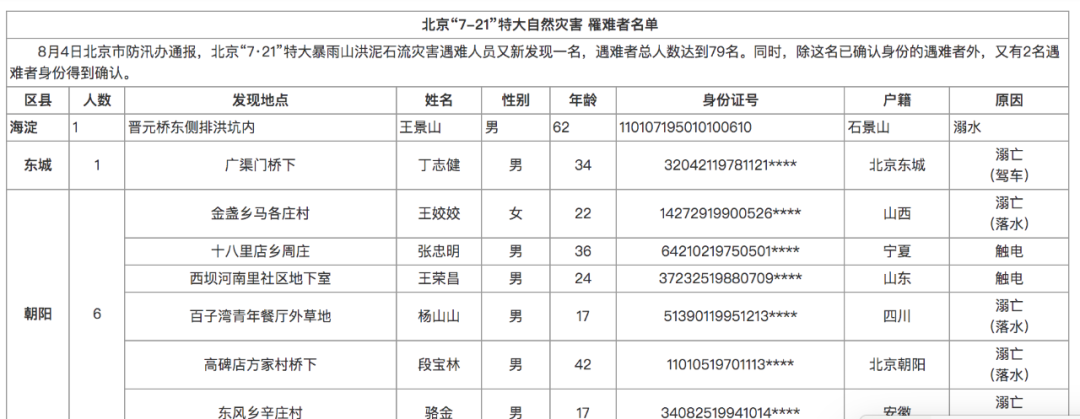 北京“7-21”特大自然灾害 罹难者名单
8月4日北京市防汛办通报，北京“7·21”特大暴雨山洪泥石流灾害遇难人员又新发现一名，遇难者总人数达到79名。同时，除这名已确认身份的遇难者外，又有2名遇
难者身份得到确认。
区县 人数 发现地点 姓名 性别 年龄 身份证号 户籍 原因
海淀 1 晋元桥东侧排洪坑内 王景山 男 62 110107195010100610 石景山 溺水
东城 1 广渠门桥下 丁志健 男 34 32042119781121**** 北京东城 溺亡
（驾车）
朝阳 6 金盏乡马各庄村 王姣姣 女 22 14272919900526**** 山西 溺亡
（落水）
十八里店乡周庄 张忠明 男 36 64210219750501**** 宁夏 触电
西坝河南里社区地下室 王荣昌 男 24 37232519880709**** 山东 触电
百子湾青年餐厅外草地 杨山山 男 17 51390119951213**** 四川 溺亡
（落水）
高碑店方家村桥下 段宝林 男 42 11010519701113**** 北京朝阳 溺亡
（落水）
东风乡辛庄村 骆金 男 17 34082519941014**** 安徽 溺亡